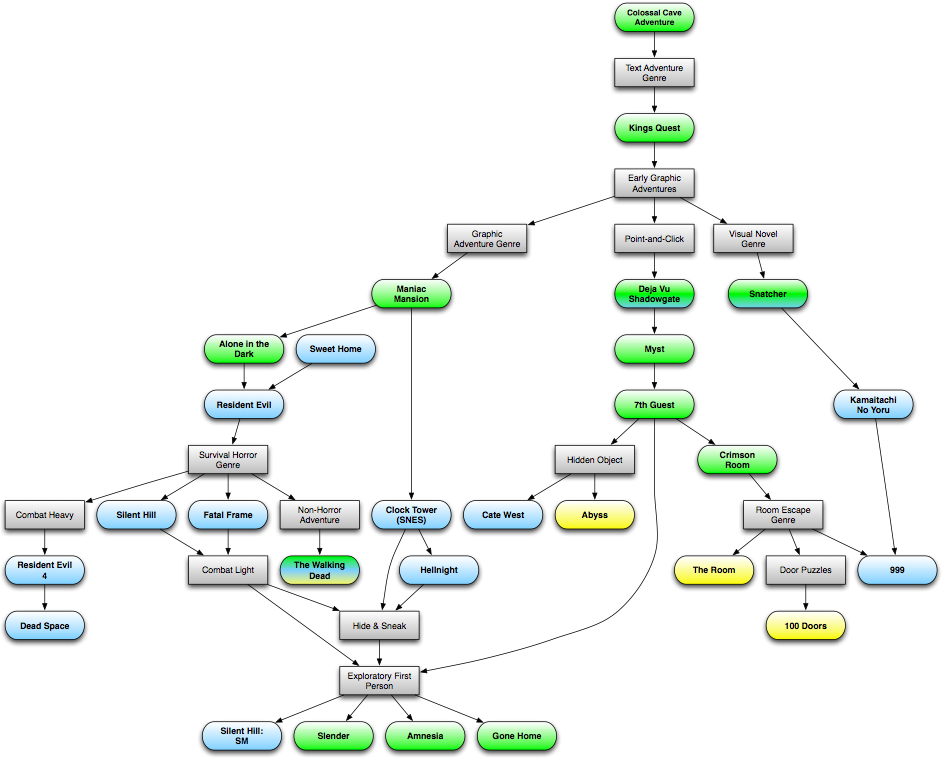 Colossal Cave
Adventure
Text Adventure
Genre
Kings Quest
Early Graphic
Adventures
Graphic
Adventure Genre
Point-and-Click
Visual Novel
Genre
Maniac
Mansion
Deja Vu
Shadowgate
Snatcher
Alone in the
Dark
Sweet Home
Myst
Resident Evil
7th Guest
Kamaitachi
No Yoru
Survival Horror
Genre
Hidden Object
Crimson
Room
Combat Heavy
Silent Hill
Fatal Frame
Non-Horror
Adventure
Clock Tower
(SNES)
Cate West
Abyss
Room Escape
Genre
Resident Evil
4
Combat Light
The Walking
Dead
Hellnight
The Room
Door Puzzles
999
Dead Space
Hide & Sneak
100 Doors
Exploratory First
Person
Silent Hill:
SM
Slender
Amnesia
Gone Home